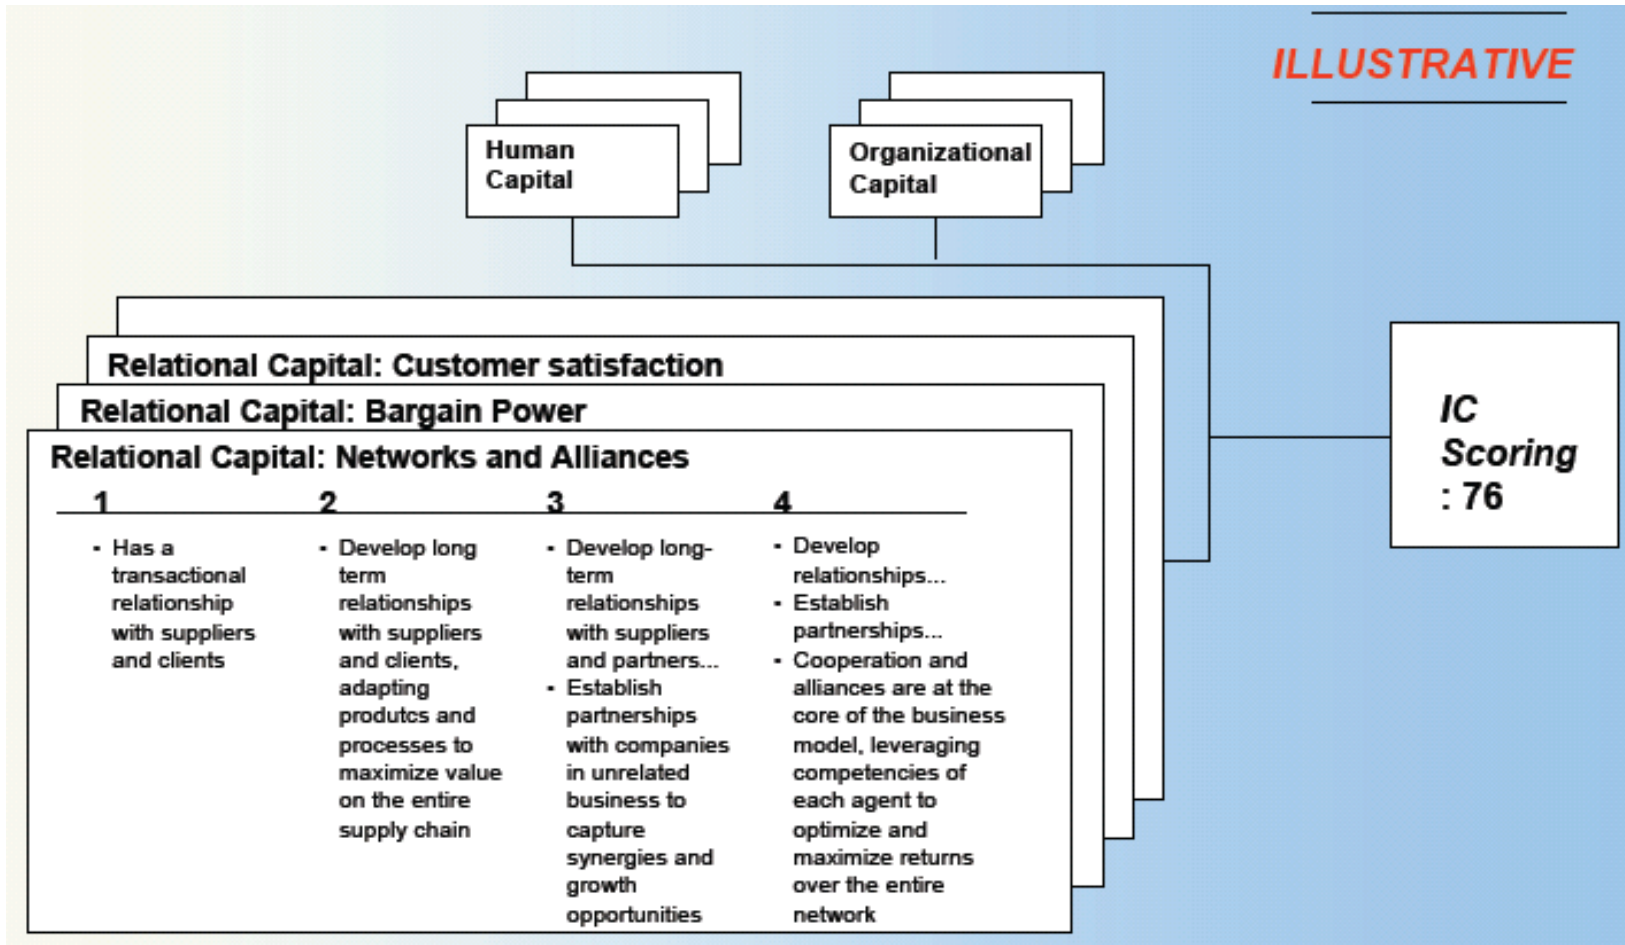 ILLUSTRATIVE
Human
Capital
Organizational
Capital
Relational Capital: Customer satisfaction
Relational Capital: Bargain Power
Relational Capital: Networks and Alliances
1
2
3
4
▪ Has a
transactional
relationship
with suppliers
and clients
▪ Develop long
term
relationships
with suppliers
and clients,
adapting
produtcs and
processes to
maximize value
on the entire
supply chain
▪ Develop long-
term
relationships
with suppliers
and partners...
▪ Establish
partnerships
with companies
in unrelated
business to
capture
synergies and
growth
opportunities
▪ Develop
relationships...
▪ Establish
partnerships...
▪ Cooperation and
alliances are at the
core of the business
model, leveraging
competencies of
each agent to
optimize and
maximize returns
over the entire
network
IC
Scoring
: 76